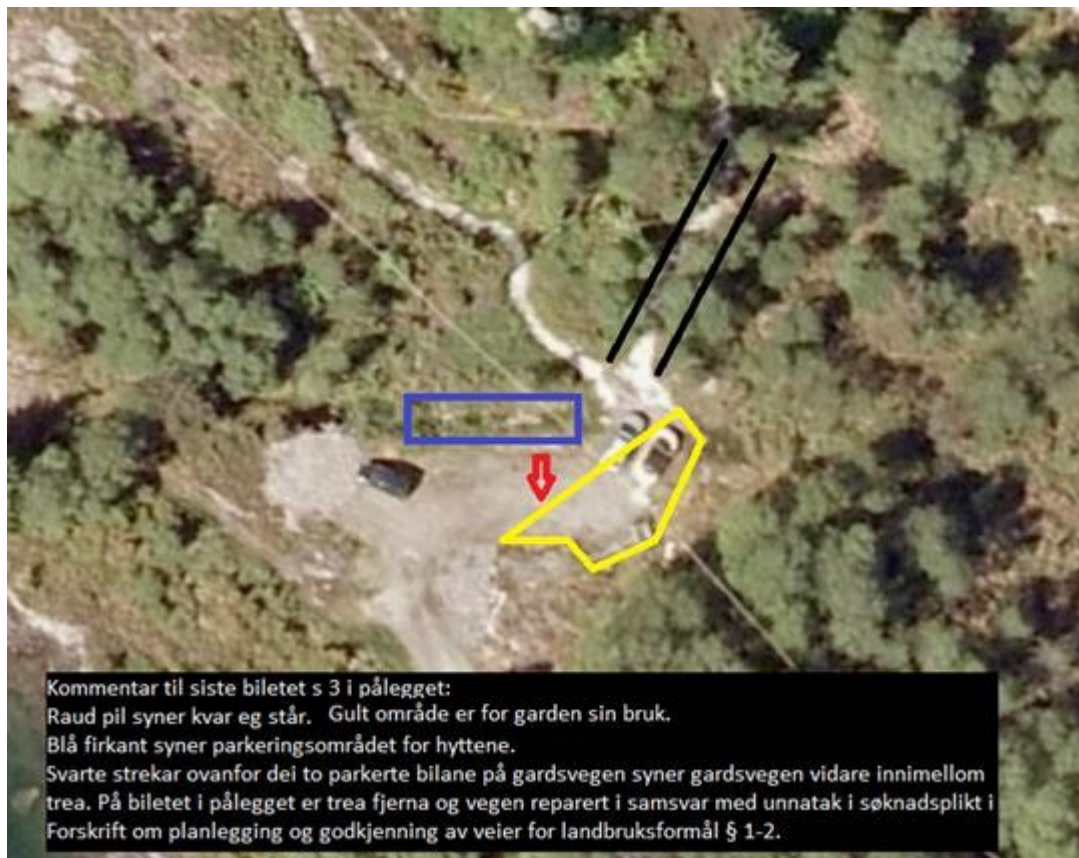 Kommentar til siste biletet s 3 i pålegget:
Raud pil syner kvar eg står. Gult område er for garden sin bruk.
Blå firkant syner parkeringsområdet for hyttene.
Svarte strekar ovanfor dei to parkerte bilane på gardsvegen syner gardsvegen vidare innimellom
trea. På biletet i pålegget er trea fjerna og vegen reparert i samsvar med unnatak i søknadsplikt i
Forskrift om planlegging og godkjenning av veier for landbruksformål § 1-2.